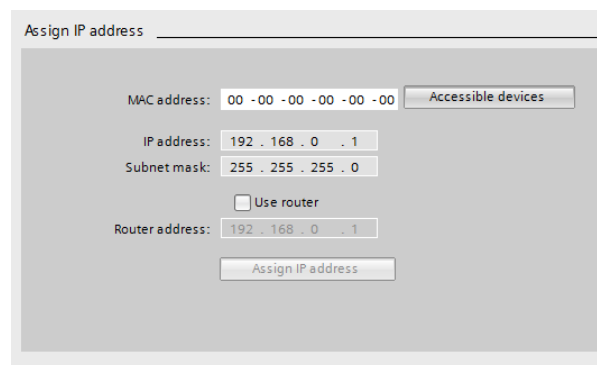 Assign IP address
MAC address: 00 -00 -00 -00 -00 -00 Accessible devices
IP address: 192 . 168 . 0 . 1
Subnet mask: 255 . 255 . 255 . 0
Use router
Router address: 192 . 168 . 0 . 1
Assign IP address